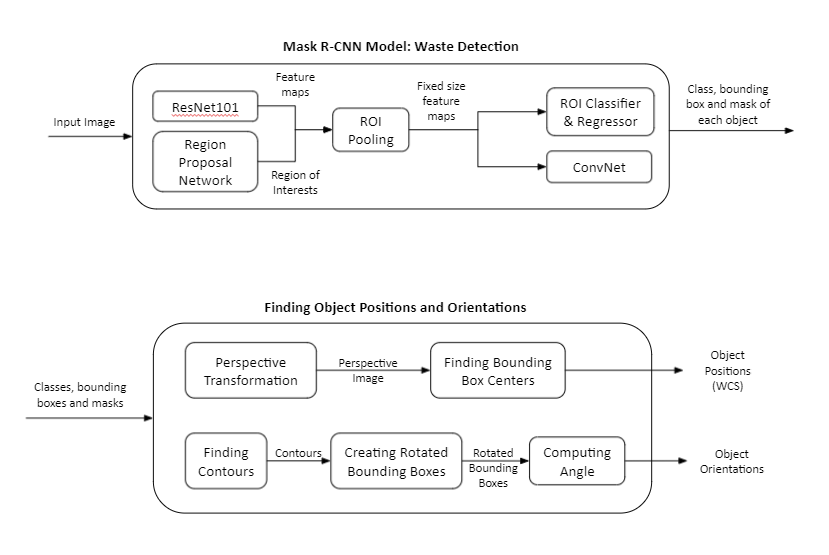 Mask R-CNN Model: Waste Detection
Input Image
ResNet101
Region
Proposal
Network
Feature
maps
Region of
Interests
ROI
Pooling
Fixed size
feature
maps
ROI Classifier
& Regressor
ConvNet
Class, bounding
box and mask of
each object
Finding Object Positions and Orientations
Classes, bounding
boxes and masks
Perspective
Transformation
Perspective
Image
Finding Bounding
Box Centers
Object
Positions
(WCS)
Finding
Contours
Contours
Creating Rotated
Bounding Boxes
Rotated
Bounding
Boxes
Computing
Angle
Object
Orientations